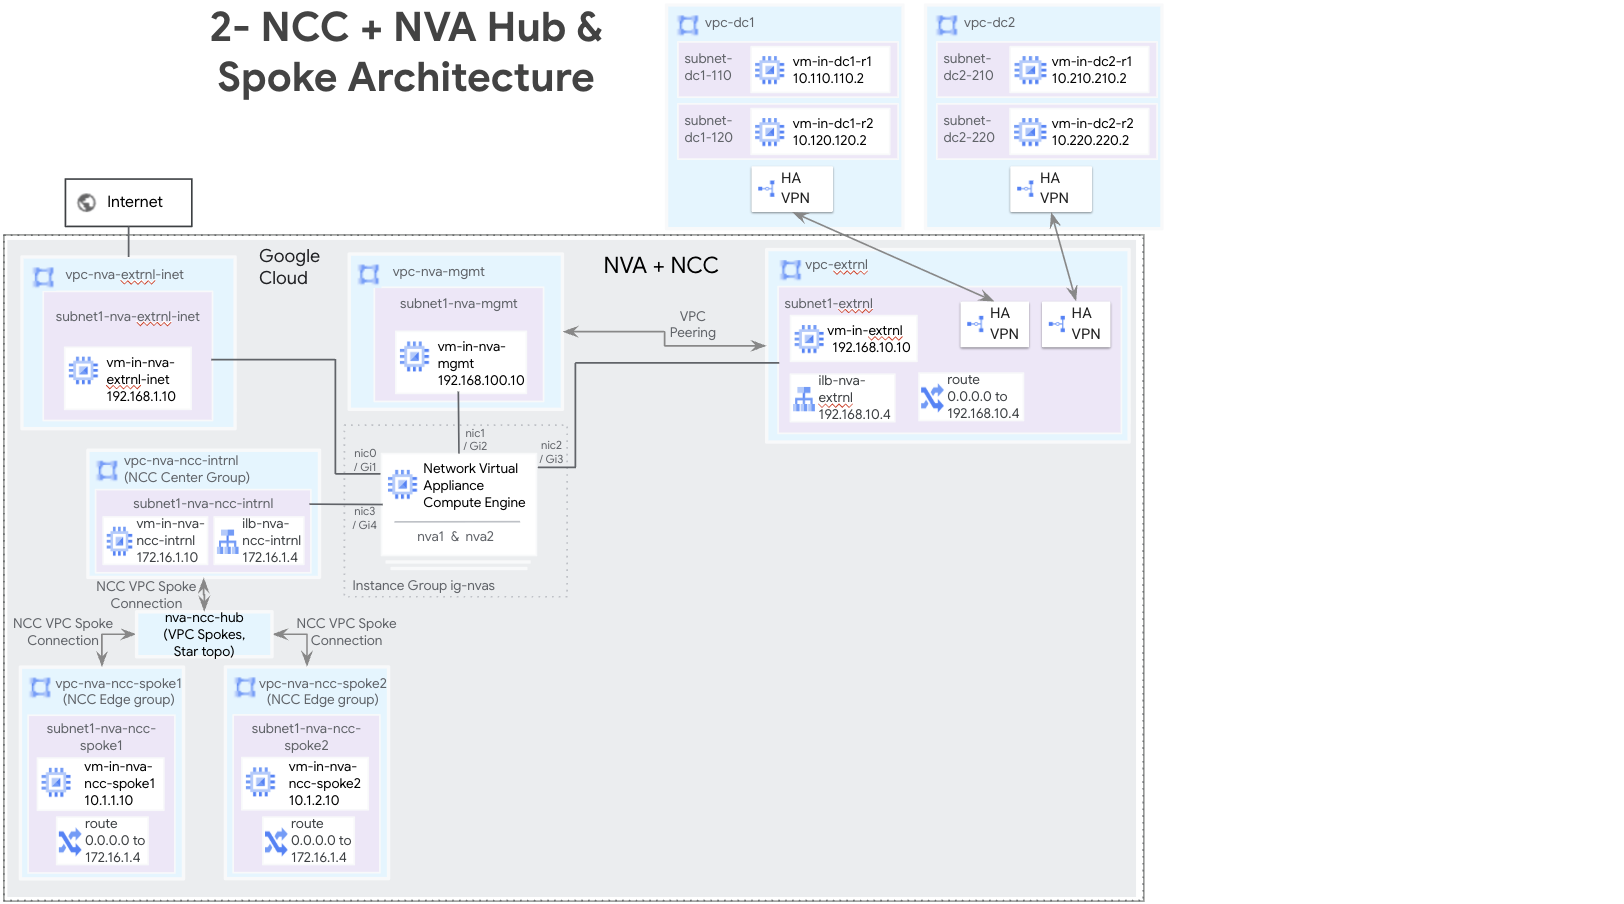 2- NCC + NVA Hub &
Spoke Architecture
vpc-dc1
subnet-
dc1-110
vm-in-dc1-r1
10.110.110.2
subnet-
dc1-120
vm-in-dc1-r2
10.120.120.2
HA
VPN
vpc-dc2
subnet-
dc2-210
vm-in-dc2-r1
10.210.210.2
subnet-
dc2-220
vm-in-dc2-r2
10.220.220.2
HA
VPN
Internet
Google
Cloud
NVA + NCC
vpc-nva-extrnl-inet
subnet1-nva-extrnl-inet
vm-in-nva-
extrnl-inet
192.168.1.10
vpc-nva-mgmt
subnet1-nva-mgmt
vm-in-nva-
mgmt
192.168.100.10
VPC
Peering
vpc-extrnl
subnet1-extrnl
vm-in-extrnl
192.168.10.10
HA
VPN
HA
VPN
ilb-nva-
extrnl
192.168.10.4
route
0.0.0.0 to
192.168.10.4
nic0
/ Gi1
nic1
/ Gi2
nic2
/ Gi3
nic3
/ Gi4
Network Virtual
Appliance
Compute Engine
nva1 & nva2
Instance Group ig-nvas
vpc-nva-ncc-intrnl
(NCC Center Group)
subnet1-nva-ncc-intrnl
vm-in-nva-
ncc-intrnl
172.16.1.10
ilb-nva-
ncc-intrnl
172.16.1.4
NCC VPC Spoke
Connection
nva-ncc-hub
(VPC Spokes,
Star topo)
NCC VPC Spoke
Connection
NCC VPC Spoke
Connection
vpc-nva-ncc-spoke1
(NCC Edge group)
subnet1-nva-ncc-
spoke1
vm-in-nva-
ncc-spoke1
10.1.1.10
route
0.0.0.0 to
172.16.1.4
vpc-nva-ncc-spoke2
(NCC Edge group)
subnet1-nva-ncc-
spoke2
vm-in-nva-
ncc-spoke2
10.1.2.10
route
0.0.0.0 to
172.16.1.4